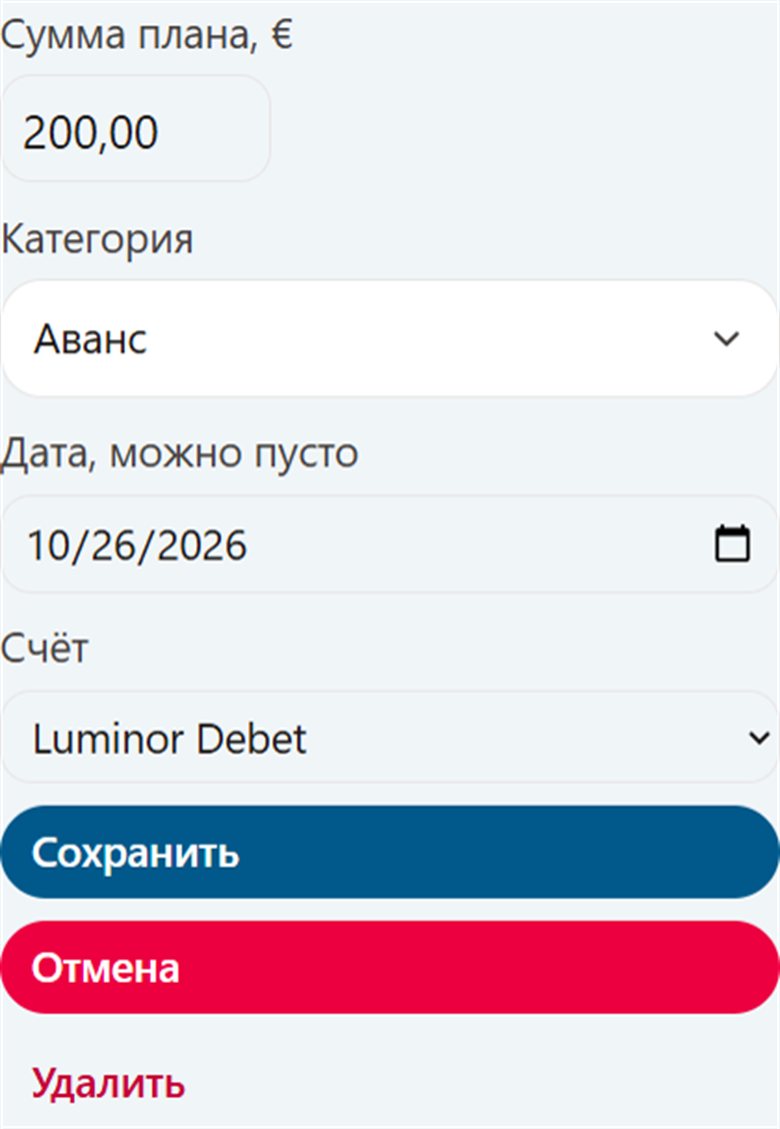 Сумма плана, €
200,00
Категория
Аванс
Дата, можно пусто
10/26/2026
Счёт
Luminor Debet
Сохранить
Отмена
Удалить